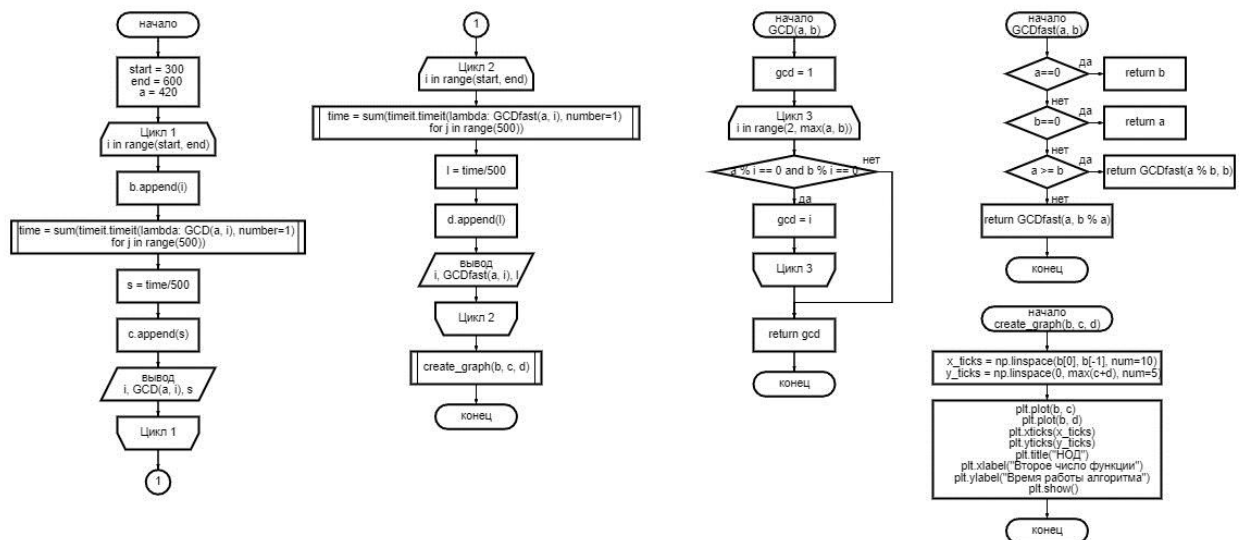 начало
start = 300
end = 600
a = 420
Цикл 1
i in range(start, end)
b.append(i)
time = sum(timeit.timeit(lambda: GCD(a, i), number=1)
for j in range(500))
s = time/500
c.append(s)
вывод
i, GCD(a, i), s
Цикл 1
1
1
Цикл 2
i in range(start, end)
time = sum(timeit.timeit(lambda: GCDfast(a, i), number=1)
for j in range(500))
l = time/500
d.append(l)
вывод
i, GCDfast(a, i), l
Цикл 2
create_graph(b, c, d)
конец
начало
GCD(a, b)
gcd = 1
Цикл 3
i in range(2, max(a, b))
нет
a % i == 0 and b % i == 0
да
gcd = i
Цикл 3
return gcd
конец
начало
GCDfast(a, b)
да
a==0
return b
нет
да
b==0
return a
нет
да
a >= b
return GCDfast(a % b, b)
нет
return GCDfast(a, b % a)
конец
начало
create_graph(b, c, d)
x_ticks = np.linspace(b[0], b[-1], num=10)
y_ticks = np.linspace(0, max(c+d), num=5)
plt.plot(b, c)
plt.plot(b, d)
plt.xticks(x_ticks)
plt.yticks(y_ticks)
plt.title("НОД")
plt.xlabel("Второе число функции")
plt.ylabel("Время работы алгоритма")
plt.show()
конец